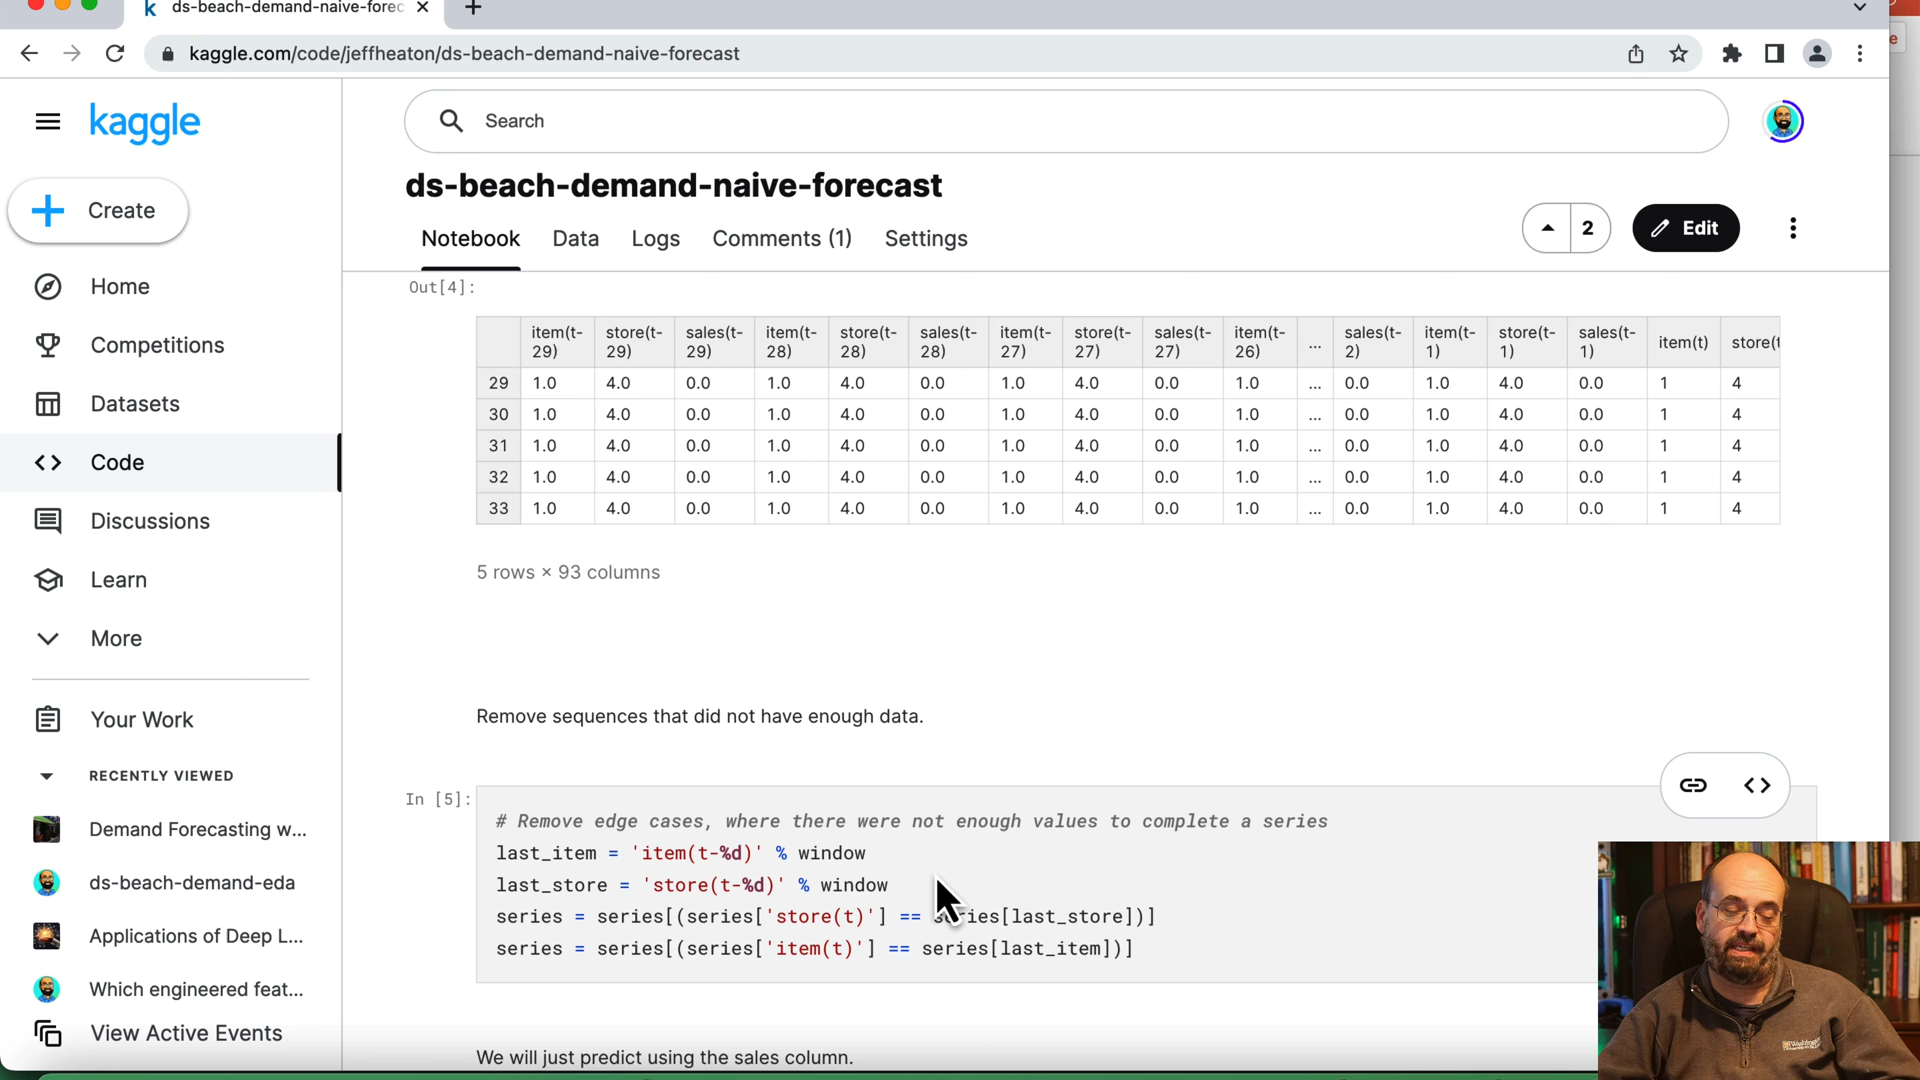 ds-beach-demand-naive-forec
kaggle.com/code/jeffheaton/ds-beach-demand-naive-forecast
kaggle
Search
Create
Home
Competitions
Datasets
Code
Discussions
Learn
More
Your Work
RECENTLY VIEWED
Demand Forecasting w...
ds-beach-demand-eda
Applications of Deep L...
Which engineered feat...
View Active Events
ds-beach-demand-naive-forecast
Notebook Data Logs Comments (1) Settings
2 Edit
Out[4]:
item(t-29) store(t-29) sales(t-29) item(t-28) store(t-28) sales(t-28) item(t-27) store(t-27) sales(t-27) item(t-26) ... sales(t-2) item(t-1) store(t-1) sales(t-1) item(t) store(t
29 1.0 4.0 0.0 1.0 4.0 0.0 1.0 4.0 0.0 1.0 ... 0.0 1.0 4.0 0.0 1 4
30 1.0 4.0 0.0 1.0 4.0 0.0 1.0 4.0 0.0 1.0 ... 0.0 1.0 4.0 0.0 1 4
31 1.0 4.0 0.0 1.0 4.0 0.0 1.0 4.0 0.0 1.0 ... 0.0 1.0 4.0 0.0 1 4
32 1.0 4.0 0.0 1.0 4.0 0.0 1.0 4.0 0.0 1.0 ... 0.0 1.0 4.0 0.0 1 4
33 1.0 4.0 0.0 1.0 4.0 0.0 1.0 4.0 0.0 1.0 ... 0.0 1.0 4.0 0.0 1 4
5 rows × 93 columns
Remove sequences that did not have enough data.
In [5]:
# Remove edge cases, where there were not enough values to complete a series
last_item = 'item(t-%d)' % window
last_store = 'store(t-%d)' % window
series = series[(series['store(t)'] == series[last_store])]
series = series[(series['item(t)'] == series[last_item])]
We will just predict using the sales column.